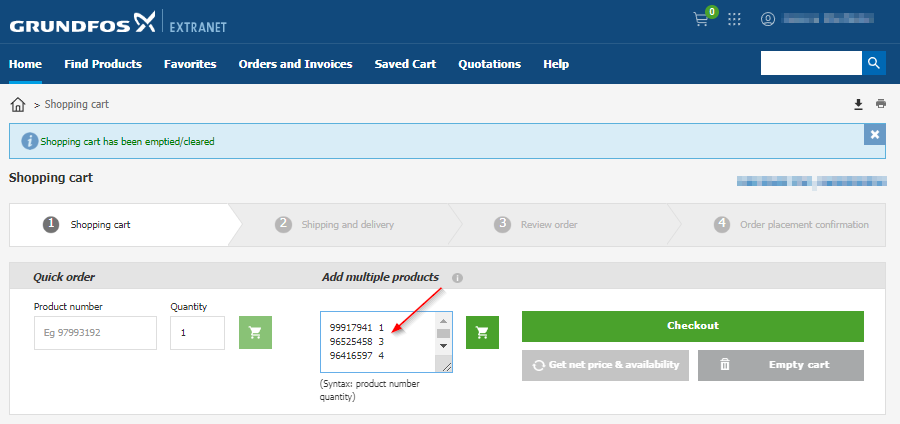 GRUNDFOS EXTRANET
0
Home Find Products Favorites Orders and Invoices Saved Cart Quotations Help
> Shopping cart
Shopping cart has been emptied/cleared
Shopping cart
1 Shopping cart 2 Shipping and delivery 3 Review order 4 Order placement confirmation
Quick order Add multiple products
Product number Quantity
Eg 97993192 1
99917941 1
96525458 3
96416597 4
Checkout
Get net price & availability Empty cart
(Syntax: product number
quantity)